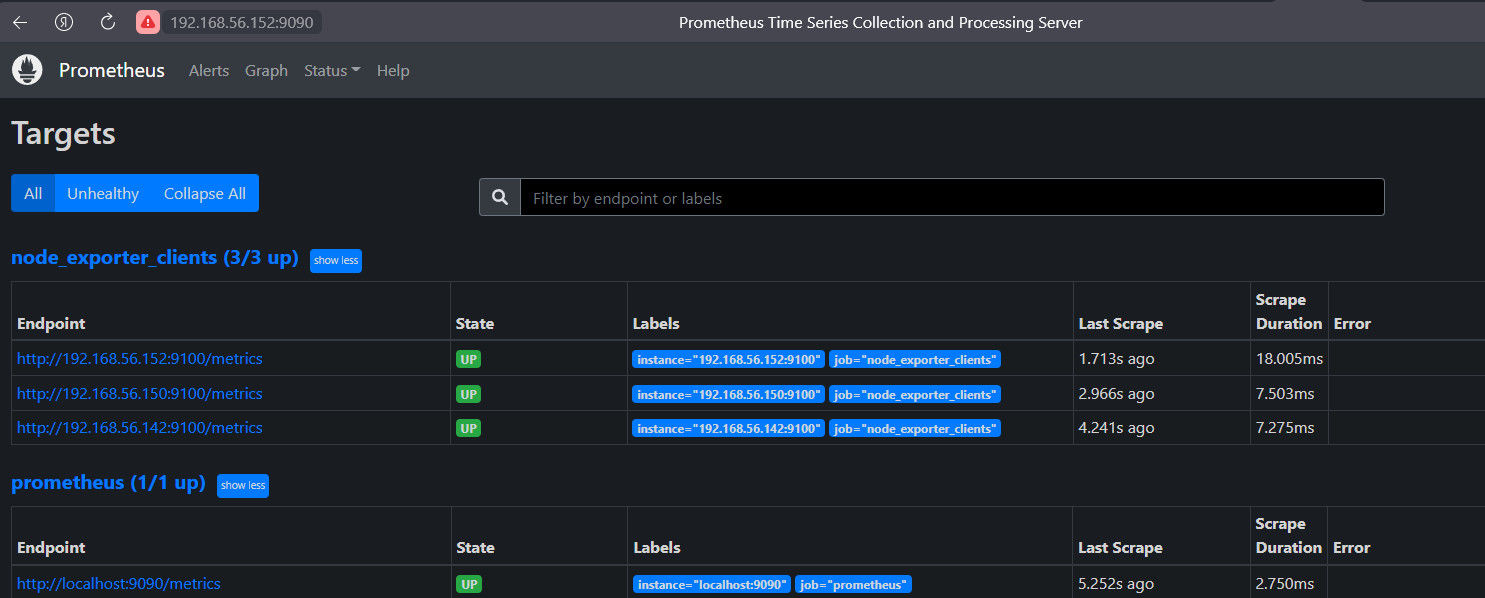 192.168.56.152:9090 Prometheus Time Series Collection and Processing Server
Prometheus Alerts Graph Status Help
Targets
All Unhealthy Collapse All
Filter by endpoint or labels
node_exporter_clients (3/3 up) show less
Endpoint State Labels Last Scrape Scrape Duration Error
http://192.168.56.152:9100/metrics UP instance="192.168.56.152:9100" job="node_exporter_clients" 1.713s ago 18.005ms
http://192.168.56.150:9100/metrics UP instance="192.168.56.150:9100" job="node_exporter_clients" 2.966s ago 7.503ms
http://192.168.56.142:9100/metrics UP instance="192.168.56.142:9100" job="node_exporter_clients" 4.241s ago 7.275ms
prometheus (1/1 up) show less
Endpoint State Labels Last Scrape Scrape Duration Error
http://localhost:9090/metrics UP instance="localhost:9090" job="prometheus" 5.252s ago 2.750ms